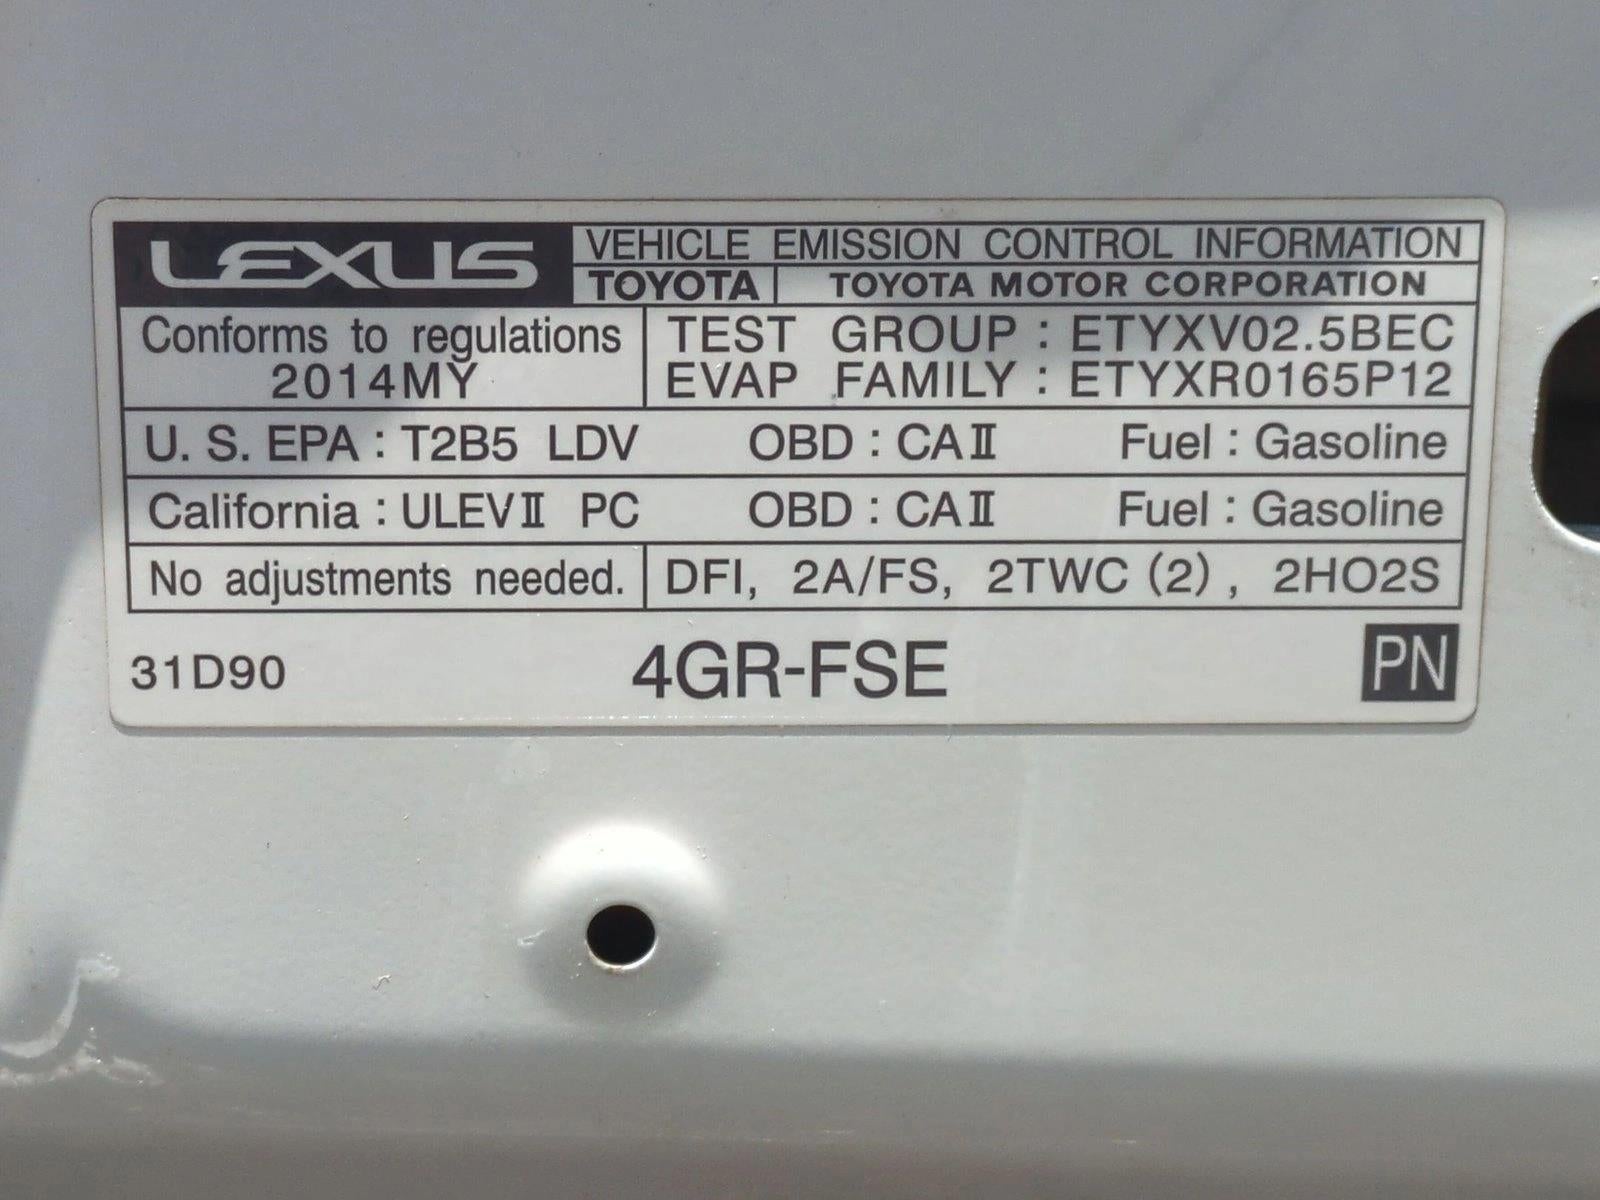 LEXUS VEHICLE EMISSION CONTROL INFORMATION
TOYOTA TOYOTA MOTOR CORPORATION
Conforms to regulations TEST GROUP : ETYXV02.5BEC
2014MY EVAP FAMILY : ETYXR0165P12
U. S. EPA : T2B5 LDV OBD : CAⅡ Fuel : Gasoline
California : ULEVⅡ PC OBD : CAⅡ Fuel : Gasoline
No adjustments needed. DFI, 2A/FS, 2TWC (2) , 2HO2S
31D90 4GR-FSE PN